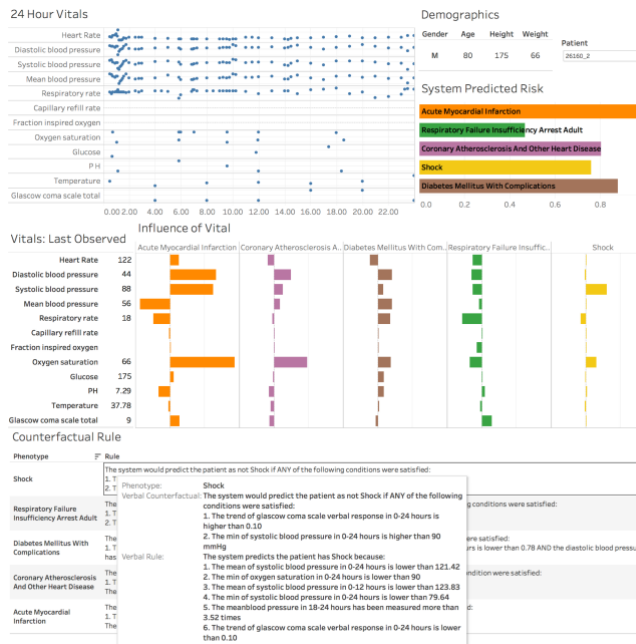 24 Hour Vitals
Heart Rate
Diastolic blood pressure
Systolic blood pressure
Mean blood pressure
Respiratory rate
Capillary refill rate
Fraction inspired oxygen
Oxygen saturation
Glucose
P H
Temperature
Glascow coma scale total
0.00 2.00 4.00 6.00 8.00 10.00 12.00 14.00 16.00 18.00 20.00 22.00
Demographics
Gender Age Height Weight
M 80 175 66
Patient
26160_2
System Predicted Risk
Acute Myocardial Infarction
Respiratory Failure Insufficiency Arrest Adult
Coronary Atherosclerosis And Other Heart Disease
Shock
Diabetes Mellitus With Complications
0.0 0.2 0.4 0.6 0.8
Influence of Vital
Vitals: Last Observed
Acute Myocardial Infarction Coronary Atherosclerosis A.. Diabetes Mellitus With Com.. Respiratory Failure Insuffic.. Shock
Heart Rate 122
Diastolic blood pressure 44
Systolic blood pressure 88
Mean blood pressure 56
Respiratory rate 18
Capillary refill rate
Fraction inspired oxygen
Oxygen saturation 66
Glucose 175
PH 7.29
Temperature 37.78
Glascow coma scale total 9
Counterfactual Rule
Phenotype Rule
Shock
The system would predict the patient as not Shock if ANY of the following conditions were satisfied:
1. T
2. T
Respiratory Failure
Insufficiency Arrest Adult
The
1. T
2. T
g conditions were satisfied:
Diabetes Mellitus With
Complications
The
1. T
has
ere satisfied:
urs is lower than 0.78 AND the diastolic blood pressu
Coronary Atherosclerosis
And Other Heart Disease
The
1. T
The
ndition were satisfied:
Acute Myocardial
Infarction
The
1. T
The
d:
Phenotype: Shock
Verbal Counterfactual: The system would predict the patient as not Shock if ANY of the following
conditions were satisfied:
1. The trend of glascow coma scale verbal response in 0-24 hours is
higher than 0.10
2. The min of systolic blood pressure in 0-24 hours is higher than 90
mmHg
Verbal Rule: The system predicts the patient has Shock because:
1. The mean of systolic blood pressure in 0-24 hours is lower than 121.42
2. The min of oxygen saturation in 0-24 hours is lower than 90
3. The mean of systolic blood pressure in 0-12 hours is lower than 123.83
4. The min of systolic blood pressure in 0-24 hours is lower than 79.64
5. The meanblood pressure in 18-24 hours has been measured more than
3.52 times
6. The trend of glascow coma scale verbal response in 0-24 hours is lower
than 0.10